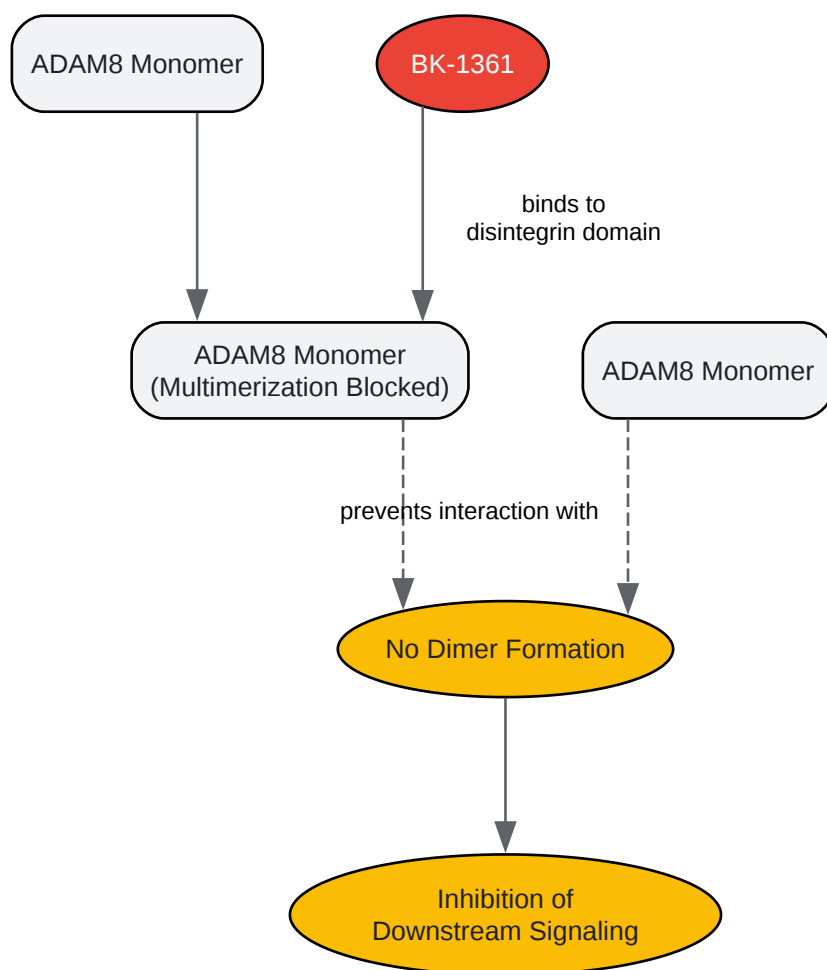 ADAM8 Monomer
BK-1361
binds to
disintegrin domain
ADAM8 Monomer
(Multimerization Blocked)
ADAM8 Monomer
prevents interaction with
No Dimer Formation
Inhibition of
Downstream Signaling